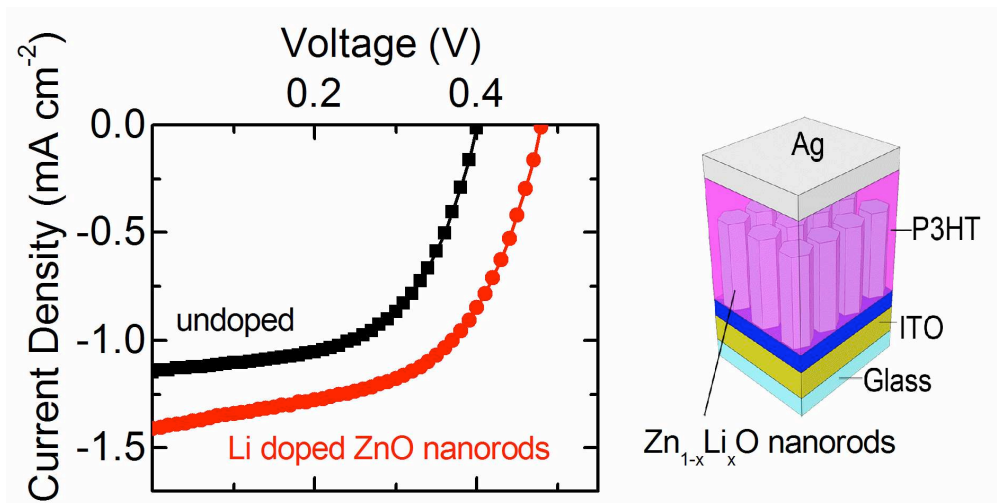 Voltage (V)
0.2 0.4
Current Density (mA cm⁻²)
0.0
-0.5
-1.0
-1.5
undoped
Li doped ZnO nanorods
Ag
P3HT
ITO
Glass
Zn₁₋ₓLiₓO nanorods